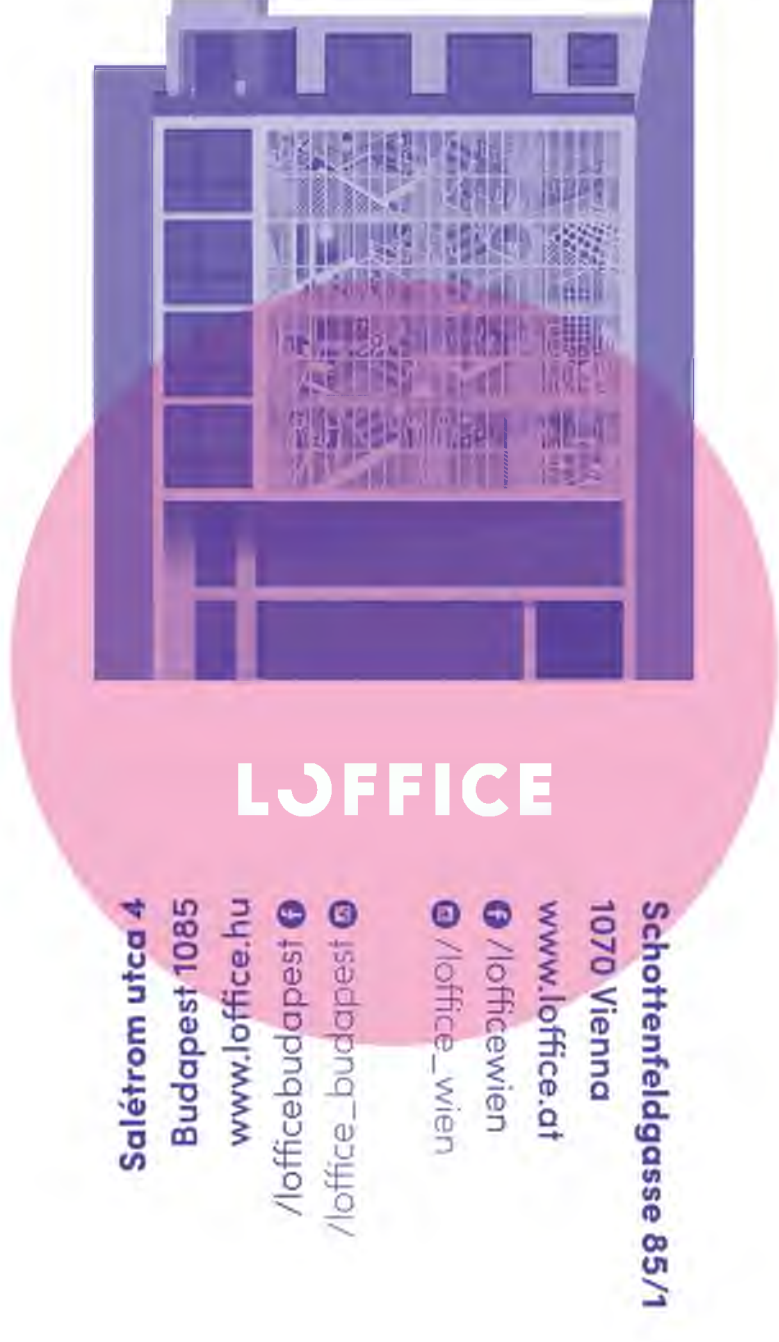 LOFFICE
Salétrom utca 4
Budapest 1085
www.loffice.hu
/lofficebudapest
/loffice_budapest
Schottenfeldgasse 85/1
1070 Vienna
www.loffice.at
/lofficewien
/loffice_wien